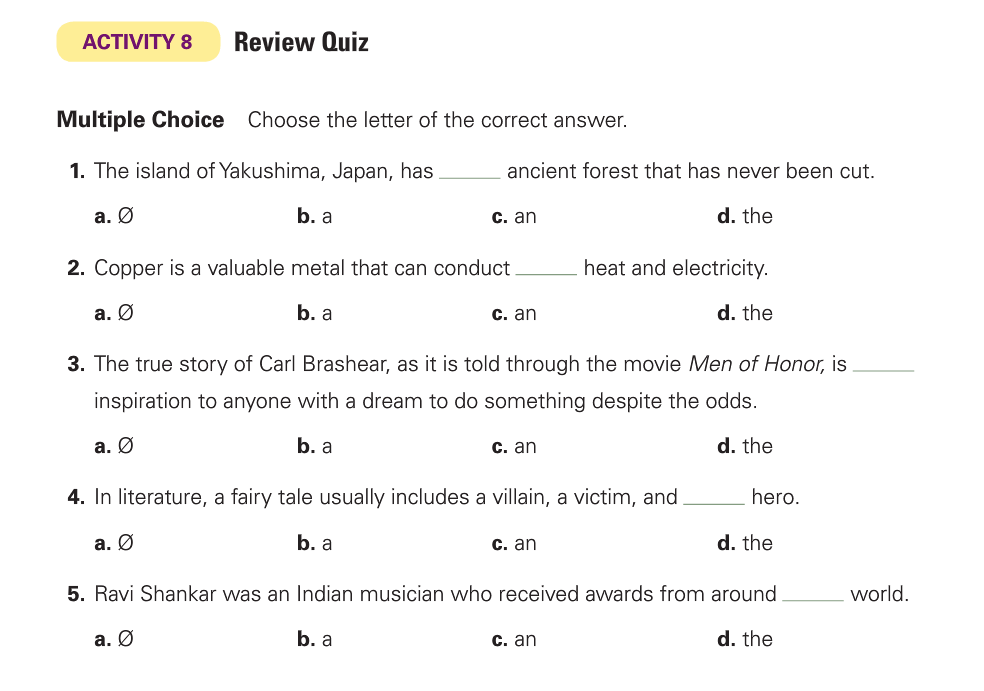 ACTIVITY 8 Review Quiz
Multiple Choice Choose the letter of the correct answer.
1. The island of Yakushima, Japan, has _____ ancient forest that has never been cut.
a. Ø b. a c. an d. the
2. Copper is a valuable metal that can conduct _____ heat and electricity.
a. Ø b. a c. an d. the
3. The true story of Carl Brashear, as it is told through the movie Men of Honor, is _____
inspiration to anyone with a dream to do something despite the odds.
a. Ø b. a c. an d. the
4. In literature, a fairy tale usually includes a villain, a victim, and _____ hero.
a. Ø b. a c. an d. the
5. Ravi Shankar was an Indian musician who received awards from around _____ world.
a. Ø b. a c. an d. the